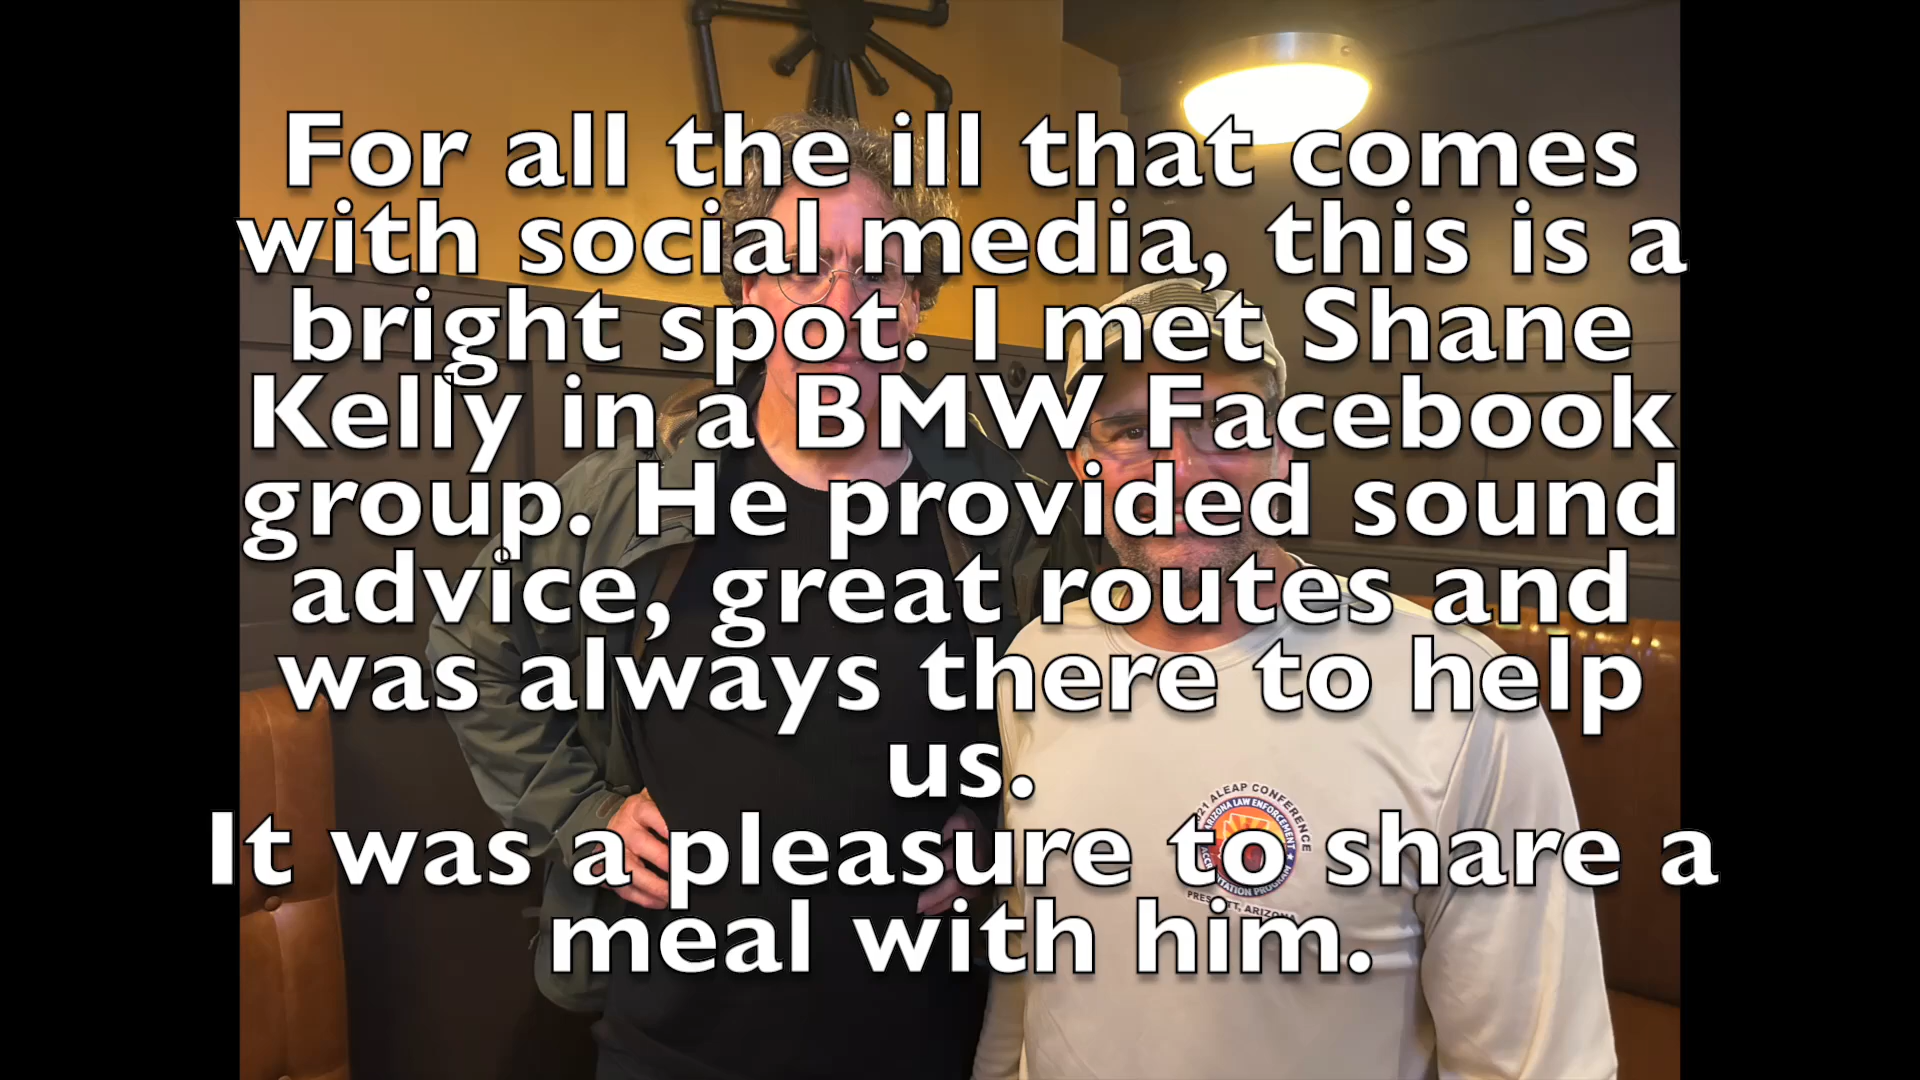 For all the ill that comes
with social media, this is a
bright spot. I met Shane
Kelly in a BMW Facebook
group. He provided sound
advice, great routes and
was always there to help
us.
It was a pleasure to share a
meal with him.
21 ALEAP CONFERENCE
ARIZONA LAW ENFORCEMENT